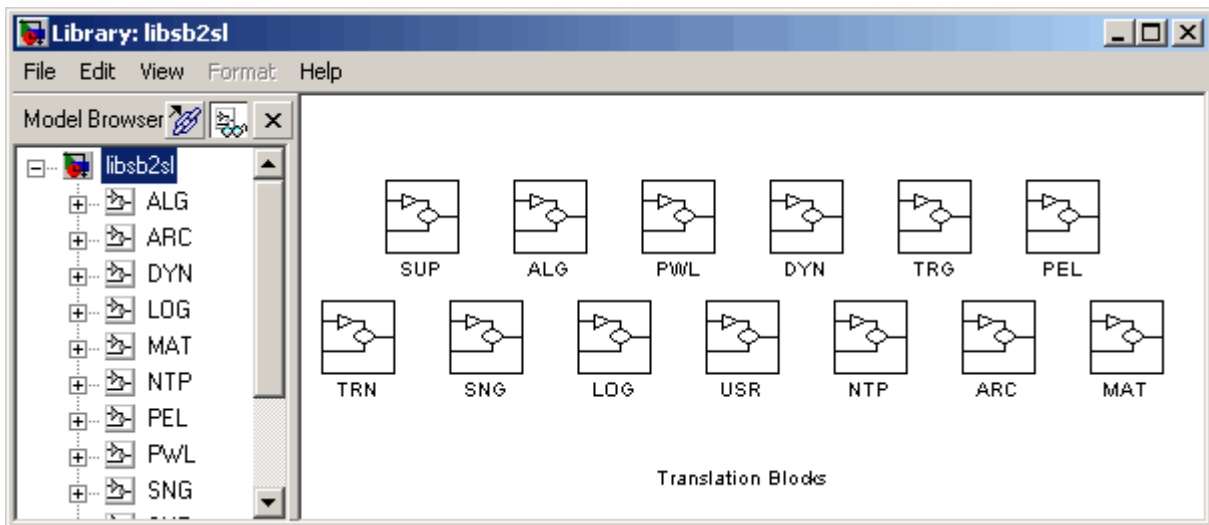 Library: libsb2sl
File Edit View Format Help
Model Browser
libsb2sl
ALG
ARC
DYN
LOG
MAT
NTP
PEL
PWL
SNG
SUP ALG PWL DYN TRG PEL
TRN SNG LOG USR NTP ARC MAT
Translation Blocks